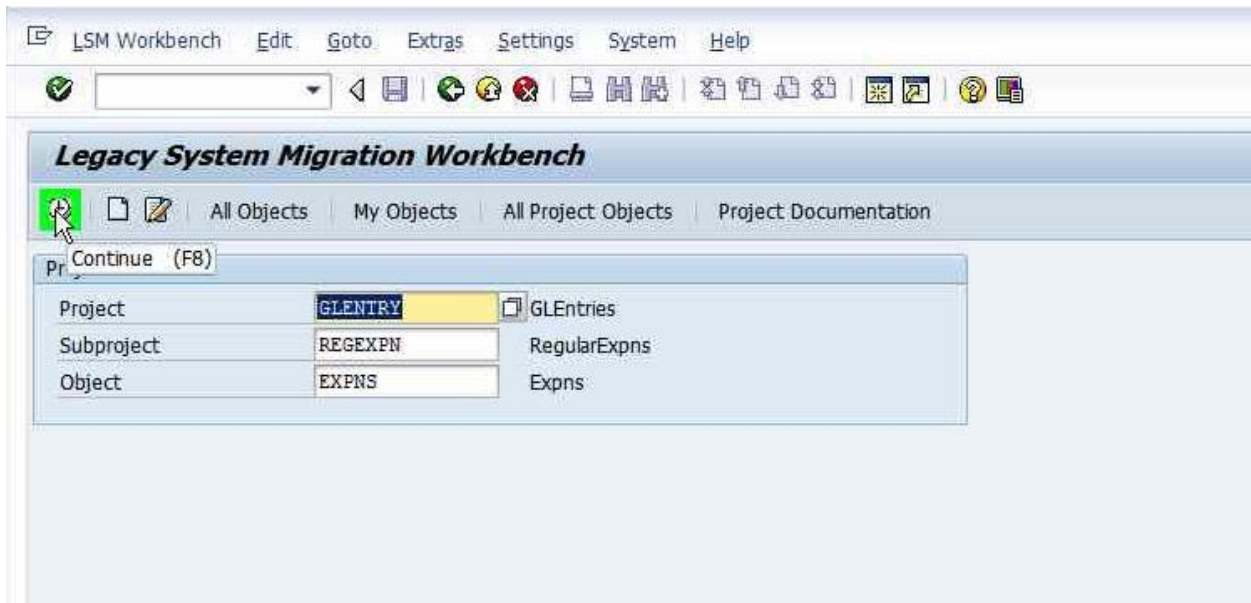 LSM Workbench Edit Goto Extras Settings System Help
Legacy System Migration Workbench
All Objects My Objects All Project Objects Project Documentation
Continue (F8)
Project GLENTRY GLEntries
Subproject REGEXPN RegularExpns
Object EXPNS Expns